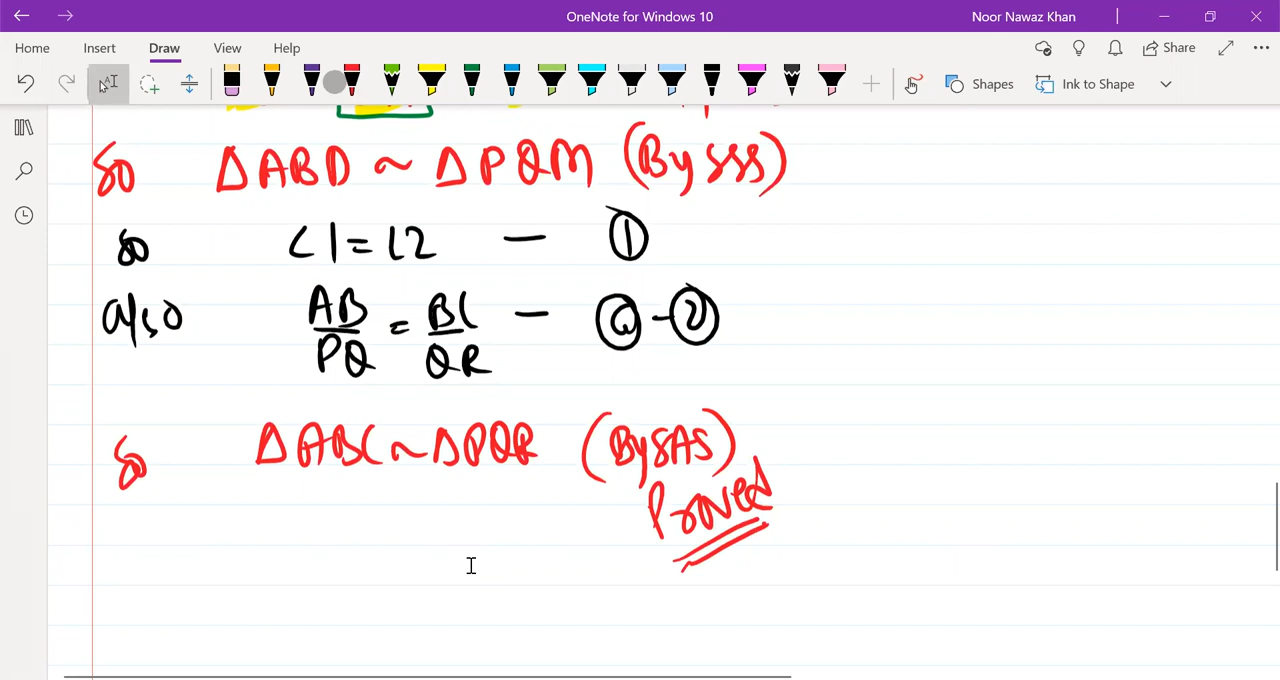 OneNote for Windows 10
Noor Nawaz Khan
Home Insert Draw View Help
Share
Shapes
Ink to Shape
So ΔABD ~ ΔPQM (By SSS)
So ∠1 = ∠2 — ①
also AB/PQ = BC/QR — ⓐ - ②
So ΔABC ~ ΔPQR (By SAS)
Proved